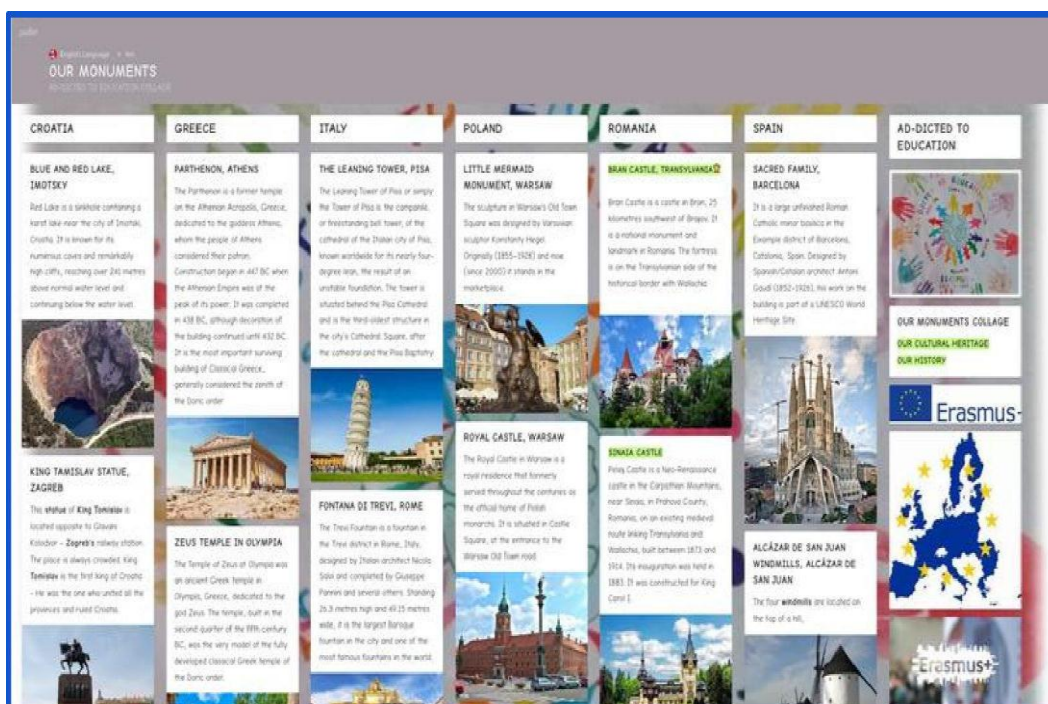 padlet
English Language
OUR MONUMENTS
AD-DICTED TO EDUCATION COLLAGE
CROATIA
BLUE AND RED LAKE,
IMOTSKY
Red Lake is a sinkhole containing a
karst lake near the city of Imotski,
Croatia. It is known for its
numerous caves and remarkably
high cliffs, reaching over 241 metres
above normal water level and
continuing below the water level.
KING TAMISLAV STATUE,
ZAGREB
This statue of King Tomislav is
located opposite to Glavani
Kolodvor - Zagreb's railway station.
The place is always crowded. King
Tomislav is the first king of Croatia
- He was the one who united all the
provinces and ruled Croatia.
GREECE
PARTHENON, ATHENS
The Parthenon is a former temple
on the Athenian Acropolis, Greece,
dedicated to the goddess Athena,
whom the people of Athens
considered their patron.
Construction began in 447 BC when
the Athenian Empire was at the
peak of its power. It was completed
in 438 BC, although decoration of
the building continued until 432 BC.
It is the most important surviving
building of Classical Greece,
generally considered the zenith of
the Doric order
ZEUS TEMPLE IN OLYMPIA
The Temple of Zeus at Olympia was
an ancient Greek temple in
Olympia, Greece, dedicated to the
god Zeus. The temple, built in the
second quarter of the fifth century
BC, was the very model of the fully
developed classical Greek temple of
the Doric order.
ITALY
THE LEANING TOWER, PISA
The Leaning Tower of Pisa or simply
the Tower of Pisa is the campanile,
or freestanding bell tower, of the
cathedral of the Italian city of Pisa,
known worldwide for its nearly four-
degree lean, the result of an
unstable foundation. The tower is
situated behind the Pisa Cathedral
and is the third-oldest structure in
the city's Cathedral Square, after
the cathedral and the Pisa Baptistry.
FONTANA DI TREVI, ROME
The Trevi Fountain is a fountain in
the Trevi district in Rome, Italy,
designed by Italian architect Nicola
Salvi and completed by Giuseppe
Pannini and several others. Standing
26.3 metres high and 49.15 metres
wide, it is the largest Baroque
fountain in the city and one of the
most famous fountains in the world.
POLAND
LITTLE MERMAID
MONUMENT, WARSAW
The sculpture in Warsaw's Old Town
Square was designed by Varsovian
sculptor Konstanty Hegel.
Originally (1855-1928) and now
(since 2000) it stands in the
marketplace.
ROYAL CASTLE, WARSAW
The Royal Castle in Warsaw is a
royal residence that formerly
served throughout the centuries as
the official home of Polish
monarchs. It is situated in Castle
Square, at the entrance to the
Warsaw Old Town road.
ROMANIA
BRAN CASTLE, TRANSYLVANIA
Bran Castle is a castle in Bran, 25
kilometres southwest of Brașov. It
is a national monument and
landmark in Romania. The fortress
is on the Transylvanian side of the
historical border with Wallachia.
SINAIA CASTLE
Peleș Castle is a Neo-Renaissance
castle in the Carpathian Mountains,
near Sinaia, in Prahova County,
Romania, on an existing medieval
route linking Transylvania and
Wallachia, built between 1873 and
1914. Its inauguration was held in
1883. It was constructed for King
Carol I.
SPAIN
SACRED FAMILY,
BARCELONA
It is a large unfinished Roman
Catholic minor basilica in the
Eixample district of Barcelona,
Catalonia, Spain. Designed by
Spanish/Catalan architect Antoni
Gaudí (1852-1926), his work on the
building is part of a UNESCO World
Heritage Site
ALCÁZAR DE SAN JUAN
WINDMILLS, ALCÁZAR DE
SAN JUAN
The four windmills are located on
the top of a hill,
AD-DICTED TO
EDUCATION
OUR MONUMENTS COLLAGE
OUR CULTURAL HERITAGE
OUR HISTORY
Erasmus+
Erasmus+